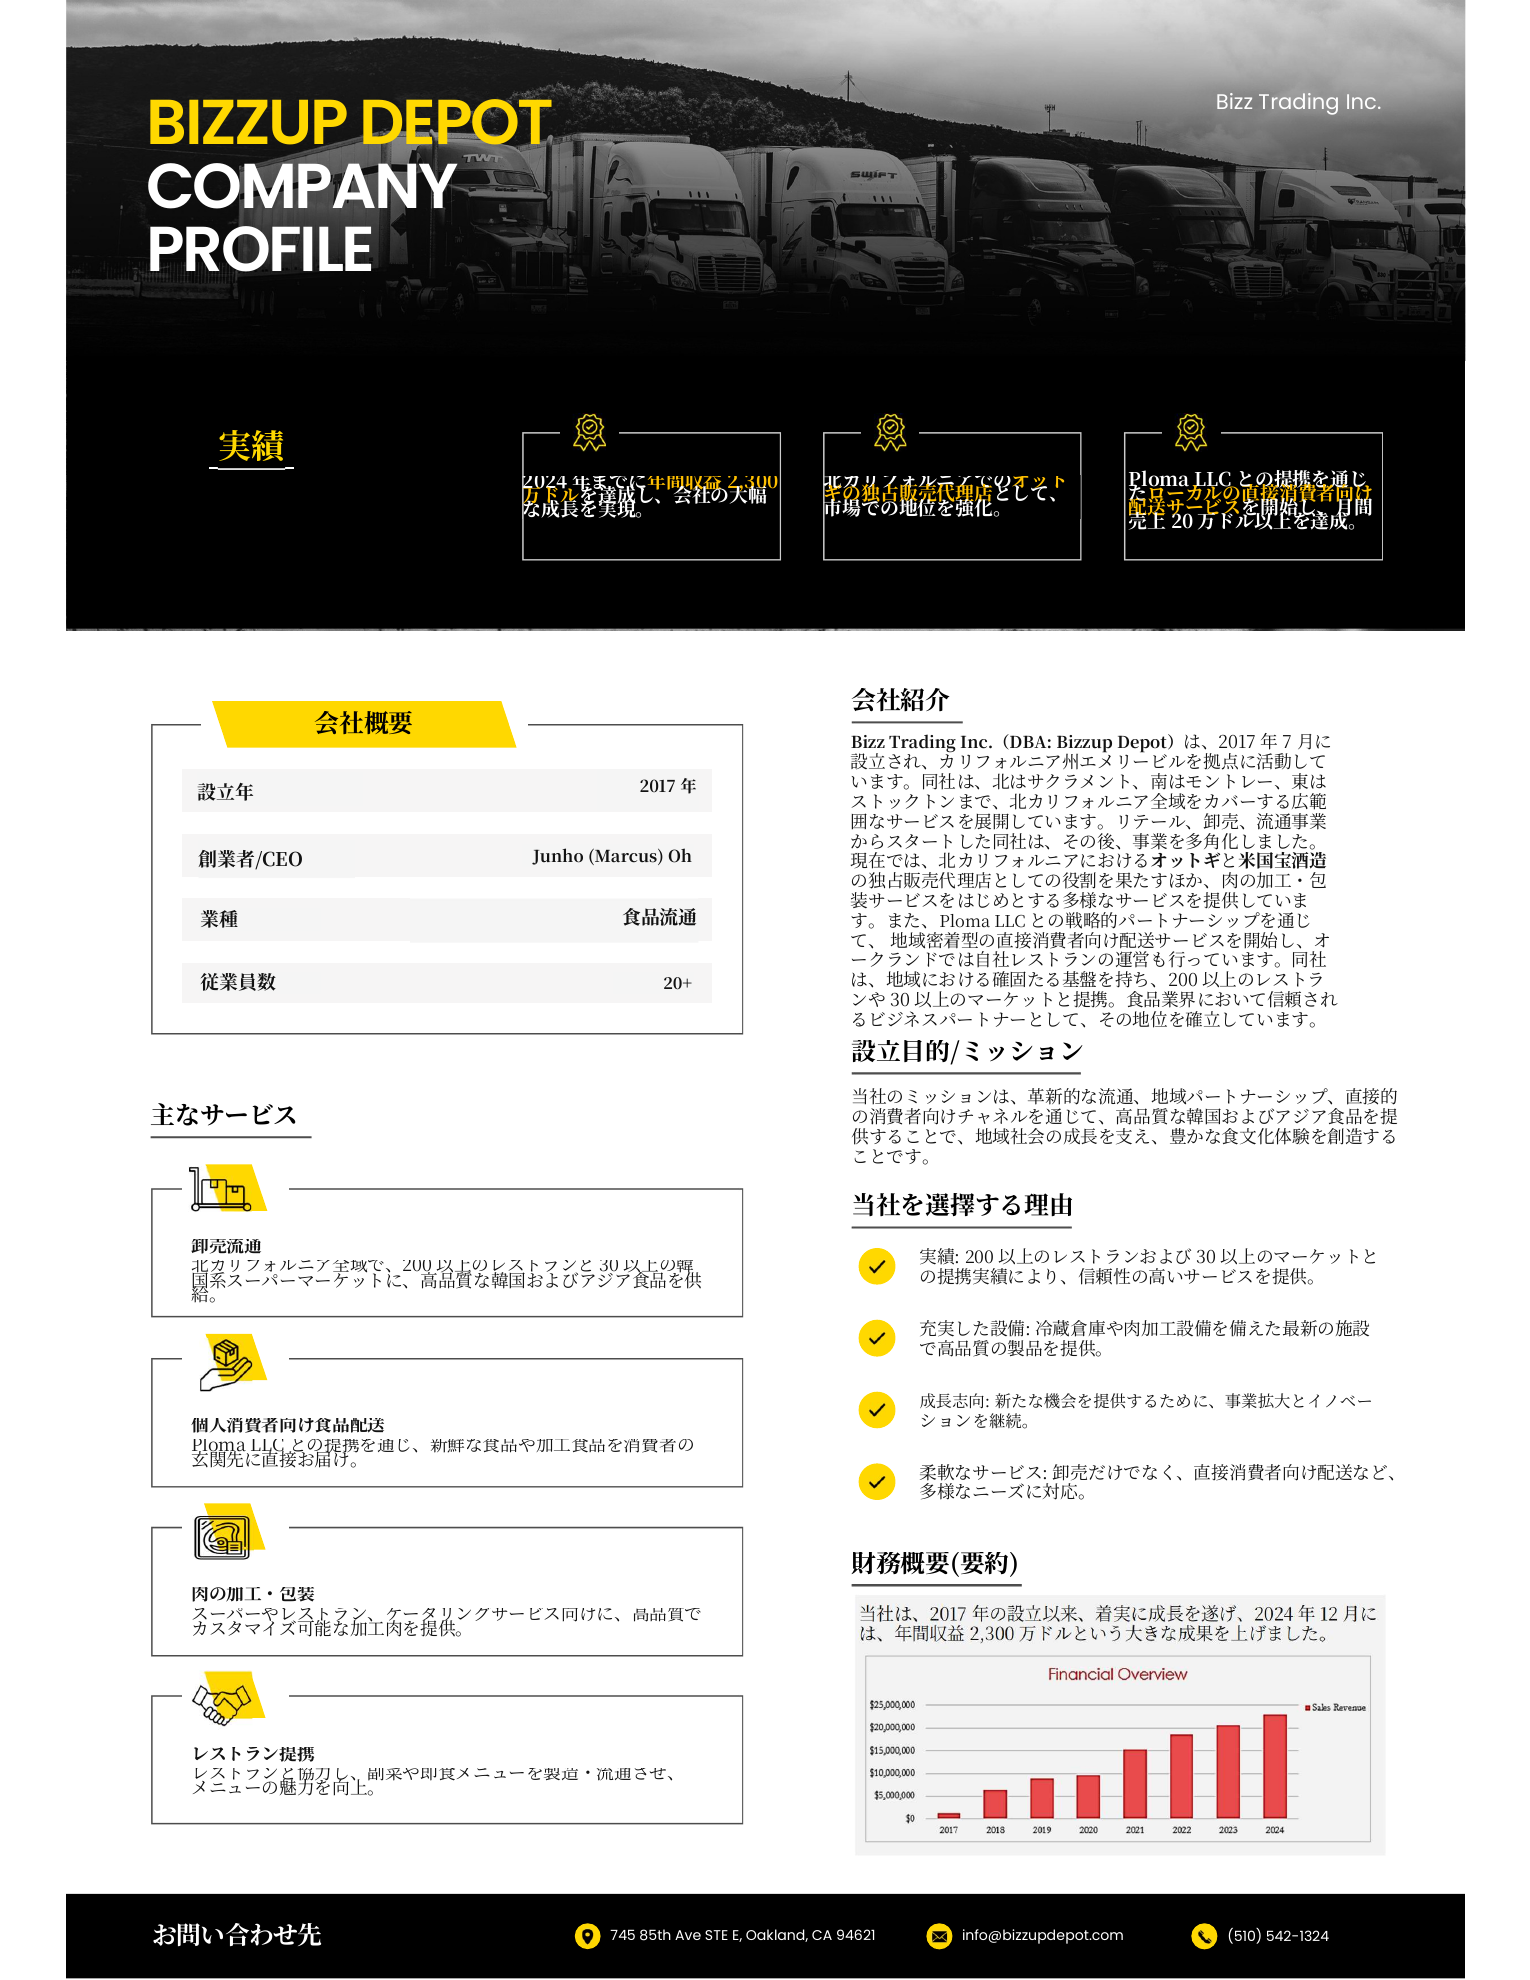 BIZZUP DEPOT
COMPANY
PROFILE
Bizz Trading Inc.
TWT
SWIFT
実績
2024 年までに年間収益 2,300
万ドルを達成し、会社の大幅
な成長を実現。
北カリフォルニアでのオット
ギの独占販売代理店として、
市場での地位を強化。
Ploma LLC との提携を通じ
たローカルの直接消費者向け
配送サービスを開始し、月間
売上 20 万ドル以上を達成。
会社概要
設立年
2017 年
創業者/CEO
Junho (Marcus) Oh
業種
食品流通
従業員数
20+
主なサービス
卸売流通
北カリフォルニア全域で、200 以上のレストランと 30 以上の韓
国系スーパーマーケットに、高品質な韓国およびアジア食品を供
給。
個人消費者向け食品配送
Ploma LLC との提携を通じ、新鮮な食品や加工食品を消費者の
玄関先に直接お届け。
肉の加工・包装
スーパーやレストラン、ケータリングサービス向けに、高品質で
カスタマイズ可能な加工肉を提供。
レストラン提携
レストランと協力し、副菜や即食メニューを製造・流通させ、
メニューの魅力を向上。
会社紹介
Bizz Trading Inc.（DBA: Bizzup Depot）は、2017 年 7 月に
設立され、カリフォルニア州エメリービルを拠点に活動して
います。同社は、北はサクラメント、南はモントレー、東は
ストックトンまで、北カリフォルニア全域をカバーする広範
囲なサービスを展開しています。リテール、卸売、流通事業
からスタートした同社は、その後、事業を多角化しました。
現在では、北カリフォルニアにおけるオットギと米国宝酒造
の独占販売代理店としての役割を果たすほか、肉の加工・包
装サービスをはじめとする多様なサービスを提供していま
す。また、Ploma LLC との戦略的パートナーシップを通じ
て、 地域密着型の直接消費者向け配送サービスを開始し、オ
ークランドでは自社レストランの運営も行っています。同社
は、地域における確固たる基盤を持ち、200 以上のレストラ
ンや 30 以上のマーケットと提携。食品業界において信頼され
るビジネスパートナーとして、その地位を確立しています。
設立目的/ミッション
当社のミッションは、革新的な流通、地域パートナーシップ、直接的
の消費者向けチャネルを通じて、高品質な韓国およびアジア食品を提
供することで、地域社会の成長を支え、豊かな食文化体験を創造する
ことです。
当社を選擇する理由
実績: 200 以上のレストランおよび 30 以上のマーケットと
の提携実績により、信頼性の高いサービスを提供。
充実した設備: 冷蔵倉庫や肉加工設備を備えた最新の施設
で高品質の製品を提供。
成長志向: 新たな機会を提供するために、事業拡大とイノベー
ションを継続。
柔軟なサービス: 卸売だけでなく、直接消費者向け配送など、
多様なニーズに対応。
財務概要(要約)
当社は、2017 年の設立以来、着実に成長を遂げ、2024 年 12 月に
は、年間収益 2,300 万ドルという大きな成果を上げました。
Financial Overview
$25,000,000
$20,000,000
$15,000,000
$10,000,000
$5,000,000
$0
2017 2018 2019 2020 2021 2022 2023 2024
Sales Revenue
お問い合わせ先
745 85th Ave STE E, Oakland, CA 94621
info@bizzupdepot.com
(510) 542-1324